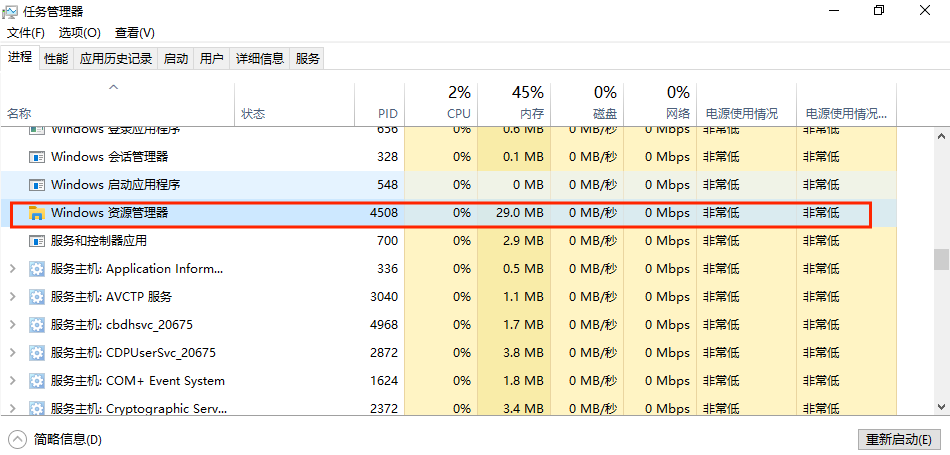 任务管理器
文件(F) 选项(O) 查看(V)
进程 性能 应用历史记录 启动 用户 详细信息 服务
2% 45% 0% 0%
名称 状态 PID CPU 内存 磁盘 网络 电源使用情况 电源使用情况...
Windows 登录应用程序 656 0% 0.6 MB 0 MB/秒 0 Mbps 非常低 非常低
Windows 会话管理器 328 0% 0.1 MB 0 MB/秒 0 Mbps 非常低 非常低
Windows 启动应用程序 548 0% 0 MB 0 MB/秒 0 Mbps 非常低 非常低
Windows 资源管理器 4508 0% 29.0 MB 0 MB/秒 0 Mbps 非常低 非常低
服务和控制器应用 700 0% 2.9 MB 0 MB/秒 0 Mbps 非常低 非常低
服务主机: Application Inform... 336 0% 0.5 MB 0 MB/秒 0 Mbps 非常低 非常低
服务主机: AVCTP 服务 3040 0% 1.1 MB 0 MB/秒 0 Mbps 非常低 非常低
服务主机: cbdhsvc_20675 4968 0% 1.7 MB 0 MB/秒 0 Mbps 非常低 非常低
服务主机: CDPUserSvc_20675 2872 0% 3.8 MB 0 MB/秒 0 Mbps 非常低 非常低
服务主机: COM+ Event System 1624 0% 1.8 MB 0 MB/秒 0 Mbps 非常低 非常低
服务主机: Cryptographic Serv... 2372 0% 3.4 MB 0 MB/秒 0 Mbps 非常低 非常低
简略信息(D) 重新启动(E)